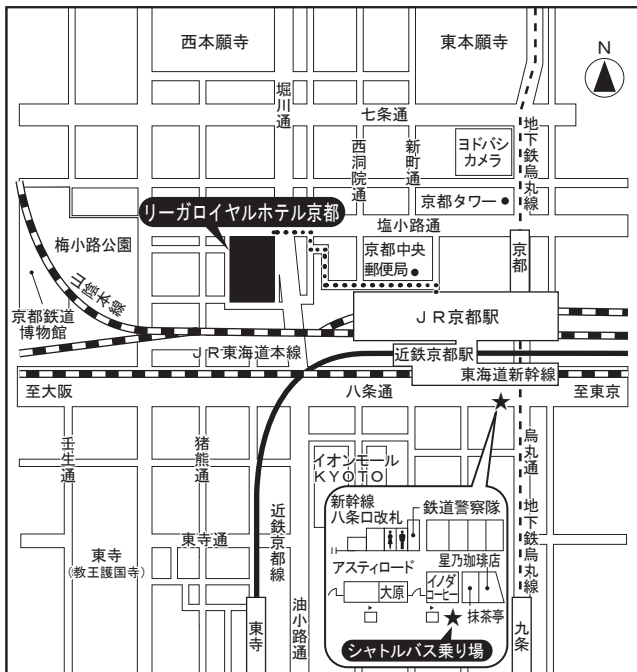 西本願寺
東本願寺
N
堀川通
七条通
西洞院通
新町通
ヨドバシ
カメラ
地下鉄烏丸線
京都タワー
リーガロイヤルホテル京都
塩小路通
梅小路公園
京都中央
郵便局
京都
山陰本線
京都鉄道
博物館
JR京都駅
JR東海道本線
近鉄京都駅
東海道新幹線
至大阪
八条通
至東京
壬生通
猪熊通
イオンモール
KYOTO
烏丸通
地下鉄烏丸線
新幹線
八条口改札
鉄道警察隊
近鉄京都線
東寺通
東寺
(教王護国寺)
星乃珈琲店
アスティロード
大原
イノダ
コーヒー
抹茶亭
東寺
油小路通
シャトルバス乗り場
九条